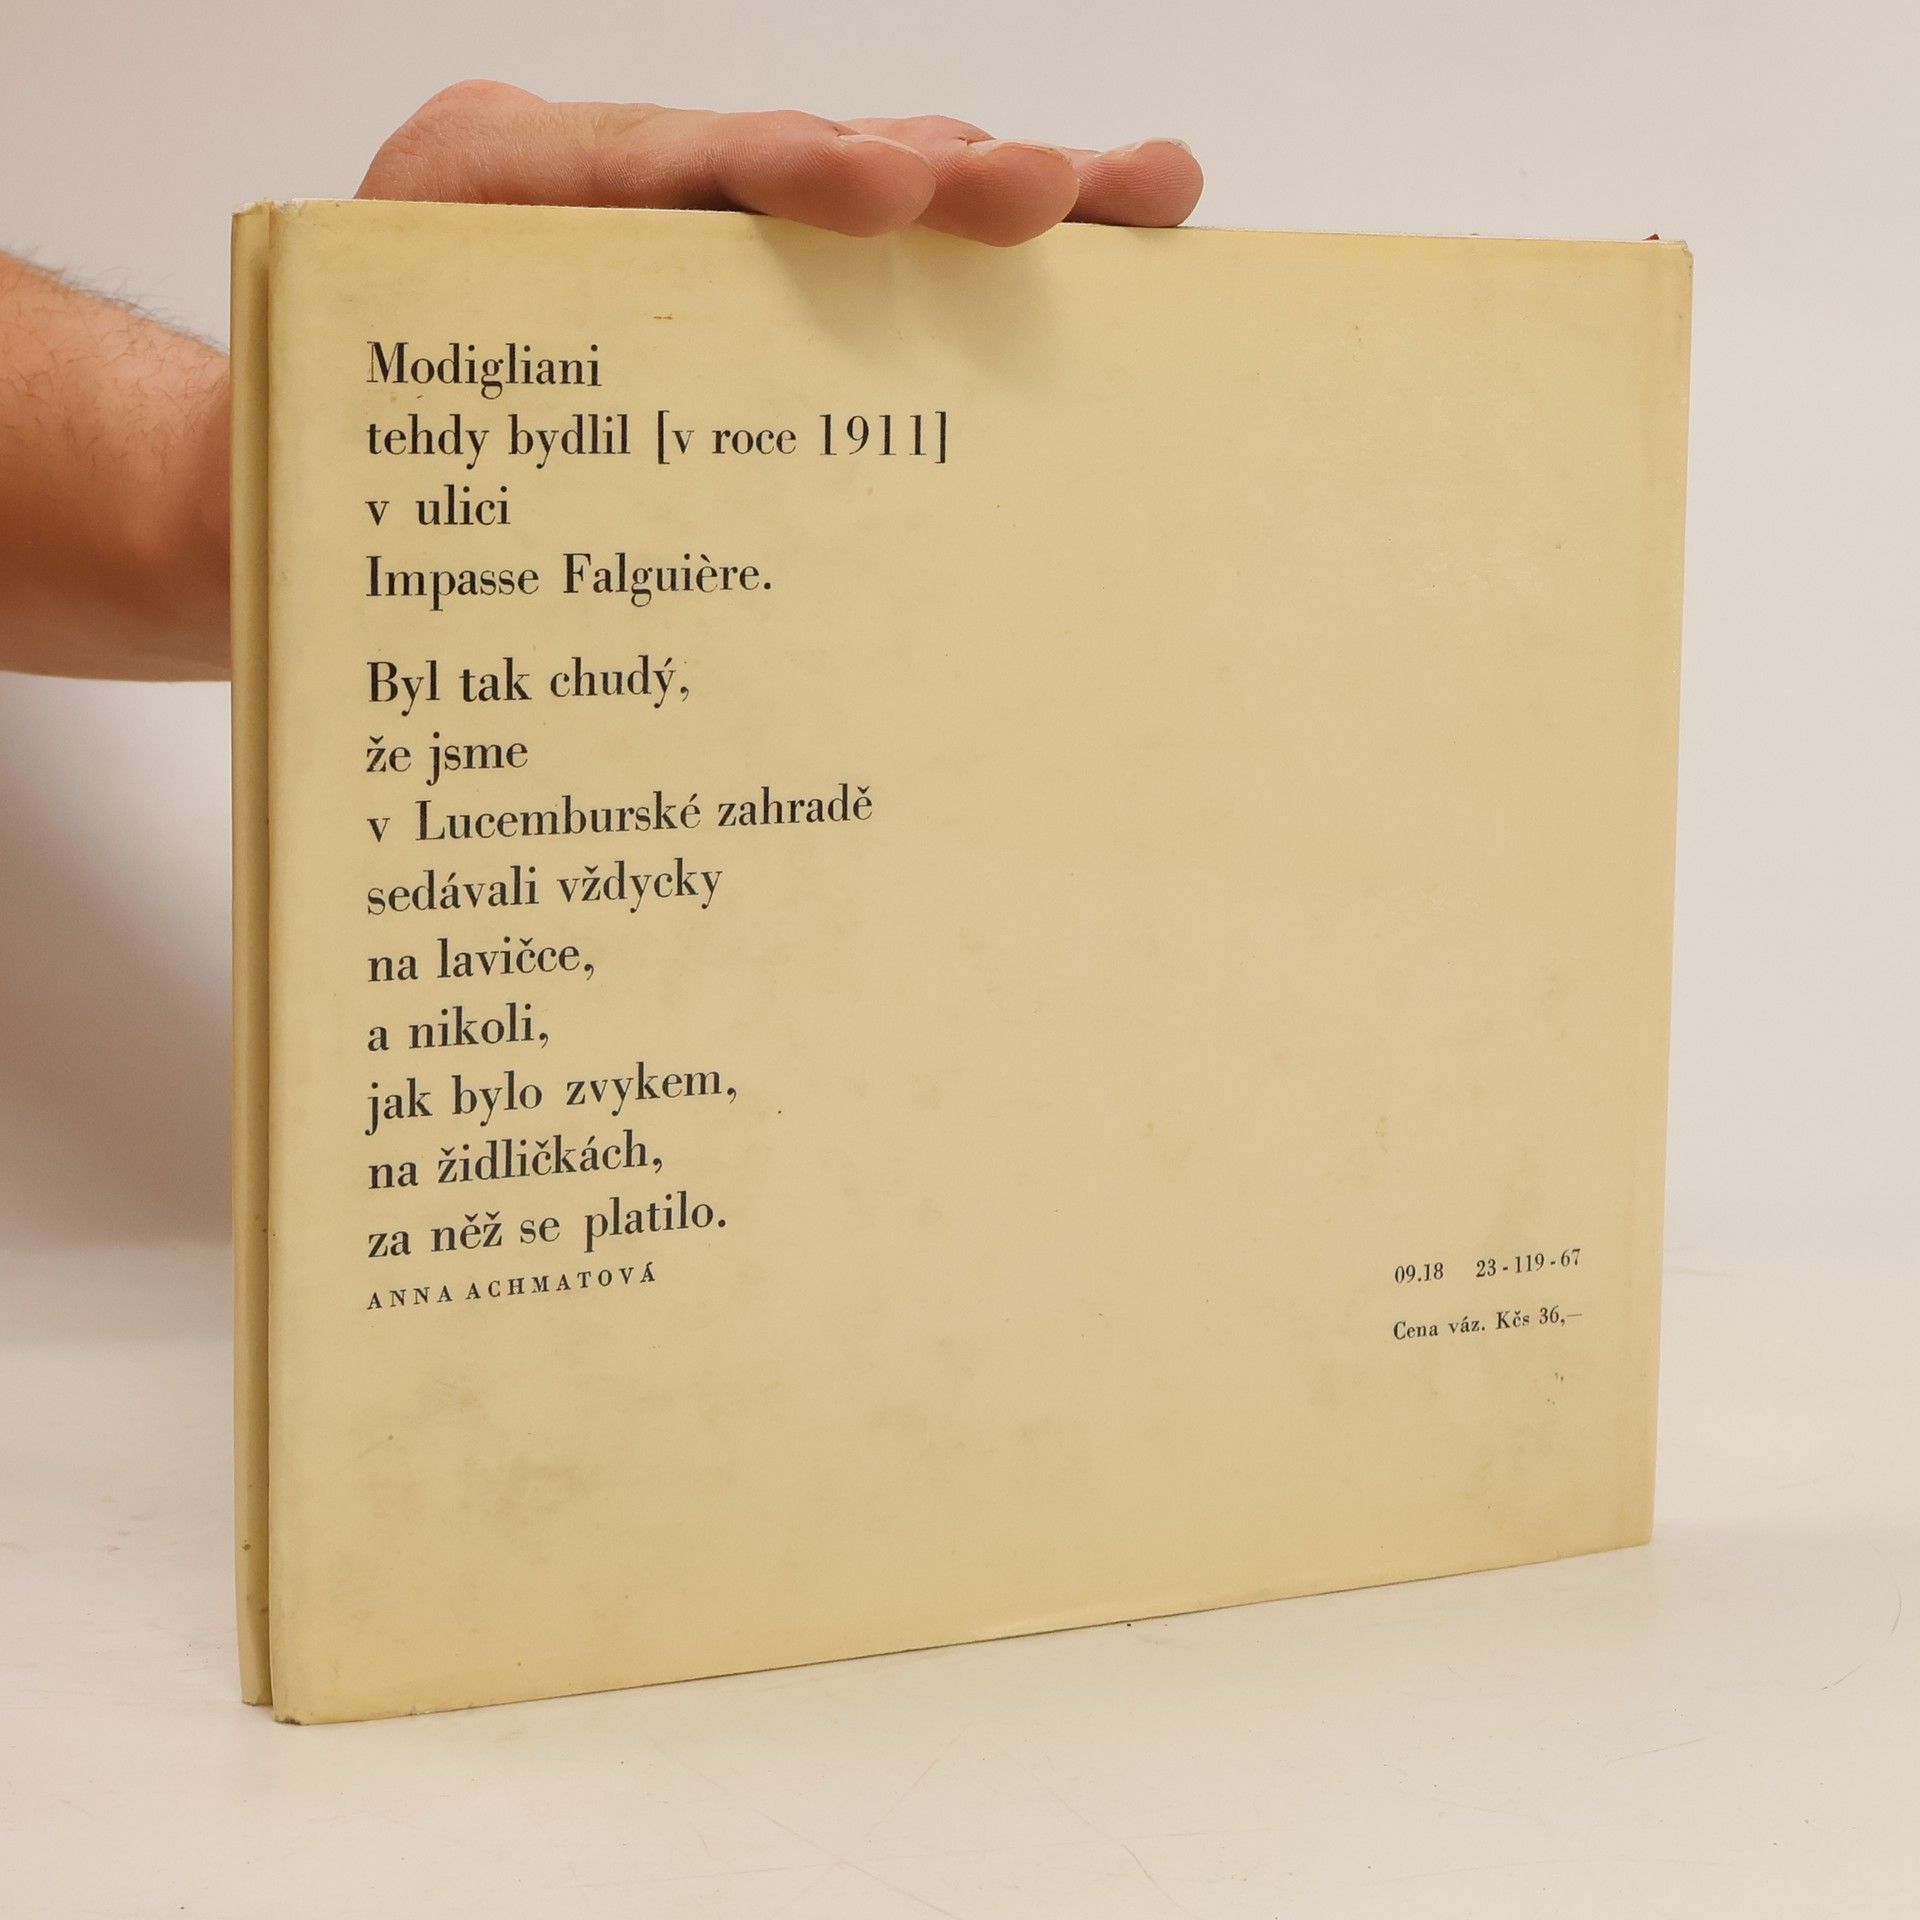 Modigliani
tehdy bydlil [v roce 1911]
v ulici
Impasse Falguière.
Byl tak chudý,
že jsme
v Lucemburské zahradě
sedávali vždycky
na lavičce,
a nikoli,
jak bylo zvykem,
na židličkách,
za něž se platilo.
ANNA ACHMATOVÁ
09.18 23-119-67
Cena váz. Kčs 36,—